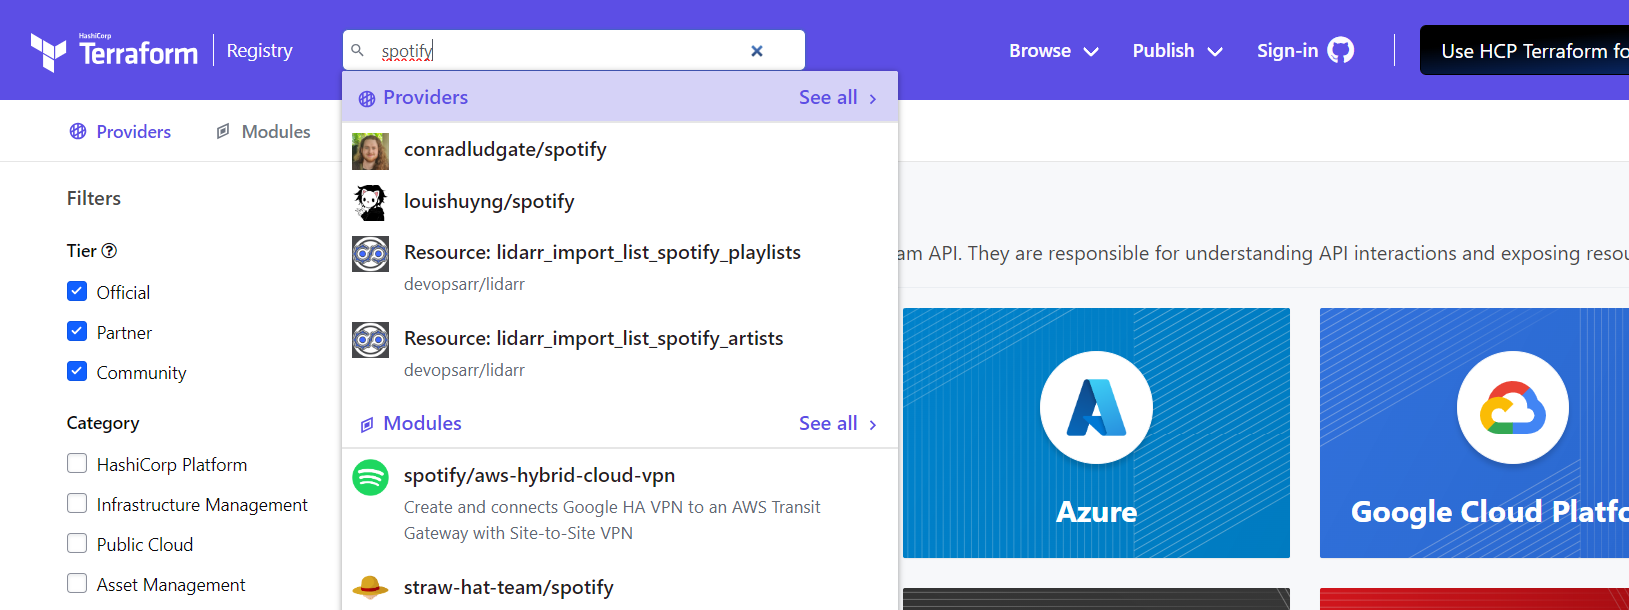 HashiCorp
Terraform
Registry
spotify
Browse
Publish
Sign-in
Use HCP Terraform fo
Providers
Modules
Providers
See all
conradludgate/spotify
louishuyng/spotify
Resource: lidarr_import_list_spotify_playlists
devopsarr/lidarr
Resource: lidarr_import_list_spotify_artists
devopsarr/lidarr
Modules
See all
spotify/aws-hybrid-cloud-vpn
Create and connects Google HA VPN to an AWS Transit
Gateway with Site-to-Site VPN
straw-hat-team/spotify
Filters
Tier
Official
Partner
Community
Category
HashiCorp Platform
Infrastructure Management
Public Cloud
Asset Management
am API. They are responsible for understanding API interactions and exposing resou
Azure
Google Cloud Platfo